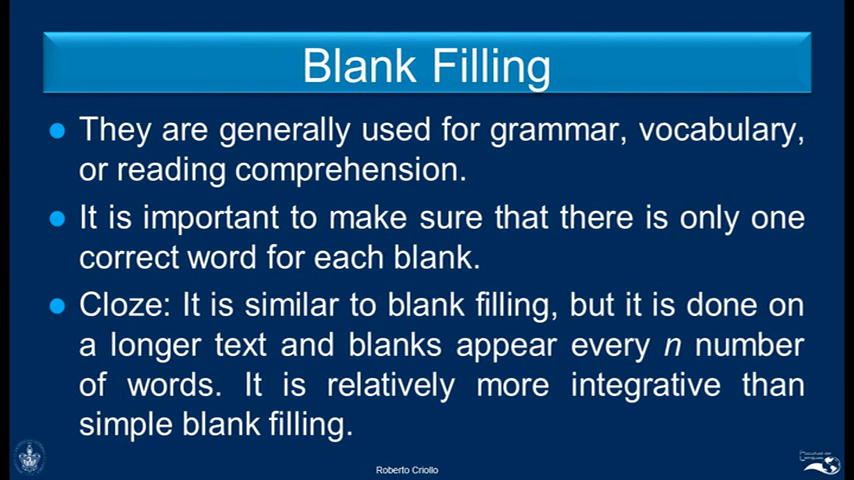 Blank Filling
They are generally used for grammar, vocabulary,
or reading comprehension.
It is important to make sure that there is only one
correct word for each blank.
Cloze: It is similar to blank filling, but it is done on
a longer text and blanks appear every n number
of words. It is relatively more integrative than
simple blank filling.
Roberto Criollo